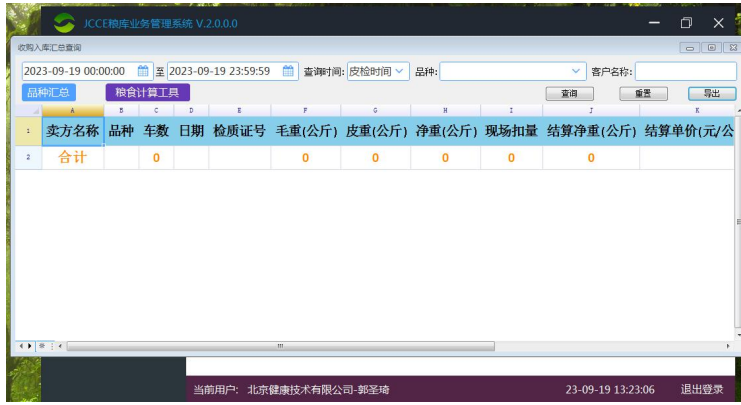 JCCE粮库业务管理系统 V.2.0.0.0
收购入库汇总查询
2023-09-19 00:00:00 至 2023-09-19 23:59:59 查询时间: 皮检时间 品种: 客户名称:
品种汇总 粮食计算工具 查询 重置 导出
A B C D E F G H I J K
1 卖方名称 品种 车数 日期 检质证号 毛重(公斤) 皮重(公斤) 净重(公斤) 现场扣量 结算净重(公斤) 结算单价(元/公
2 合计 0 0 0 0 0 0
当前用户: 北京健康技术有限公司-郭圣琦 23-09-19 13:23:06 退出登录